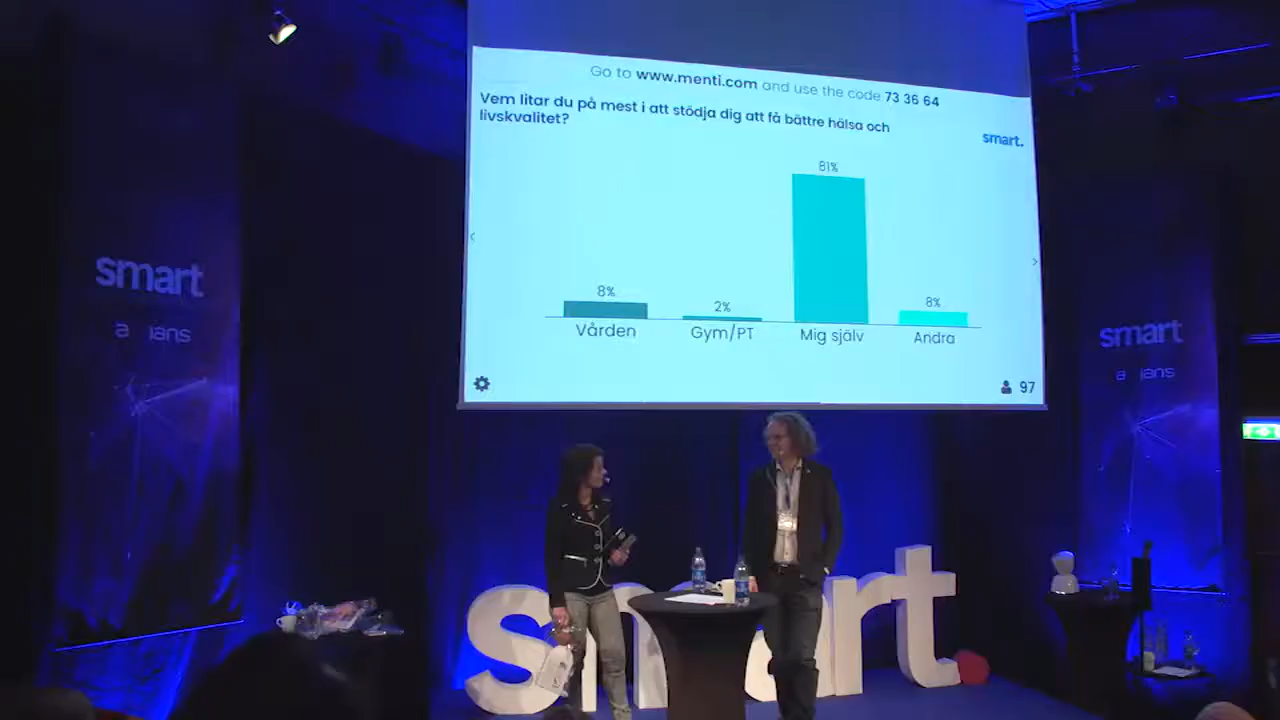 Go to www.menti.com and use the code 73 36 64
Vem litar du på mest i att stödja dig att få bättre hälsa och
livskvalitet?
smart.
81%
8%
2%
8%
Vården
Gym/PT
Mig själv
Andra
97
smart
smart
smart.